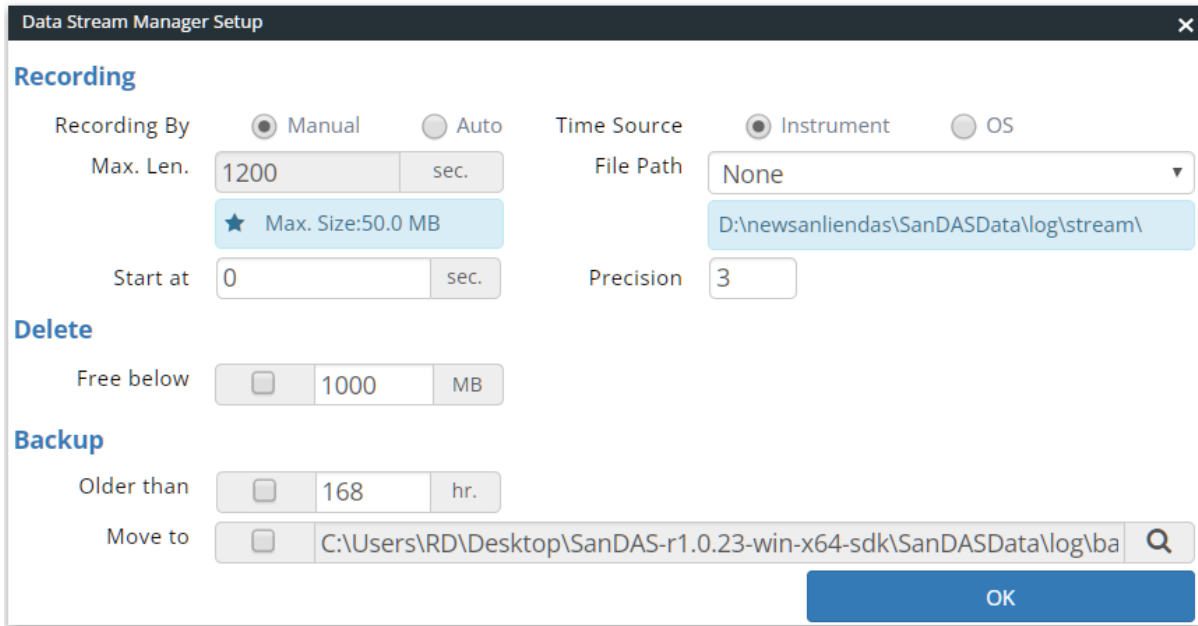 Data Stream Manager Setup ×
Recording
Recording By Manual Auto Time Source Instrument OS
Max. Len. 1200 sec. File Path None
Max. Size:50.0 MB D:\newsanliendas\SanDASData\log\stream\
Start at 0 sec. Precision 3
Delete
Free below 1000 MB
Backup
Older than 168 hr.
Move to C:\Users\RD\Desktop\SanDAS-r1.0.23-win-x64-sdk\SanDASData\log\ba
OK